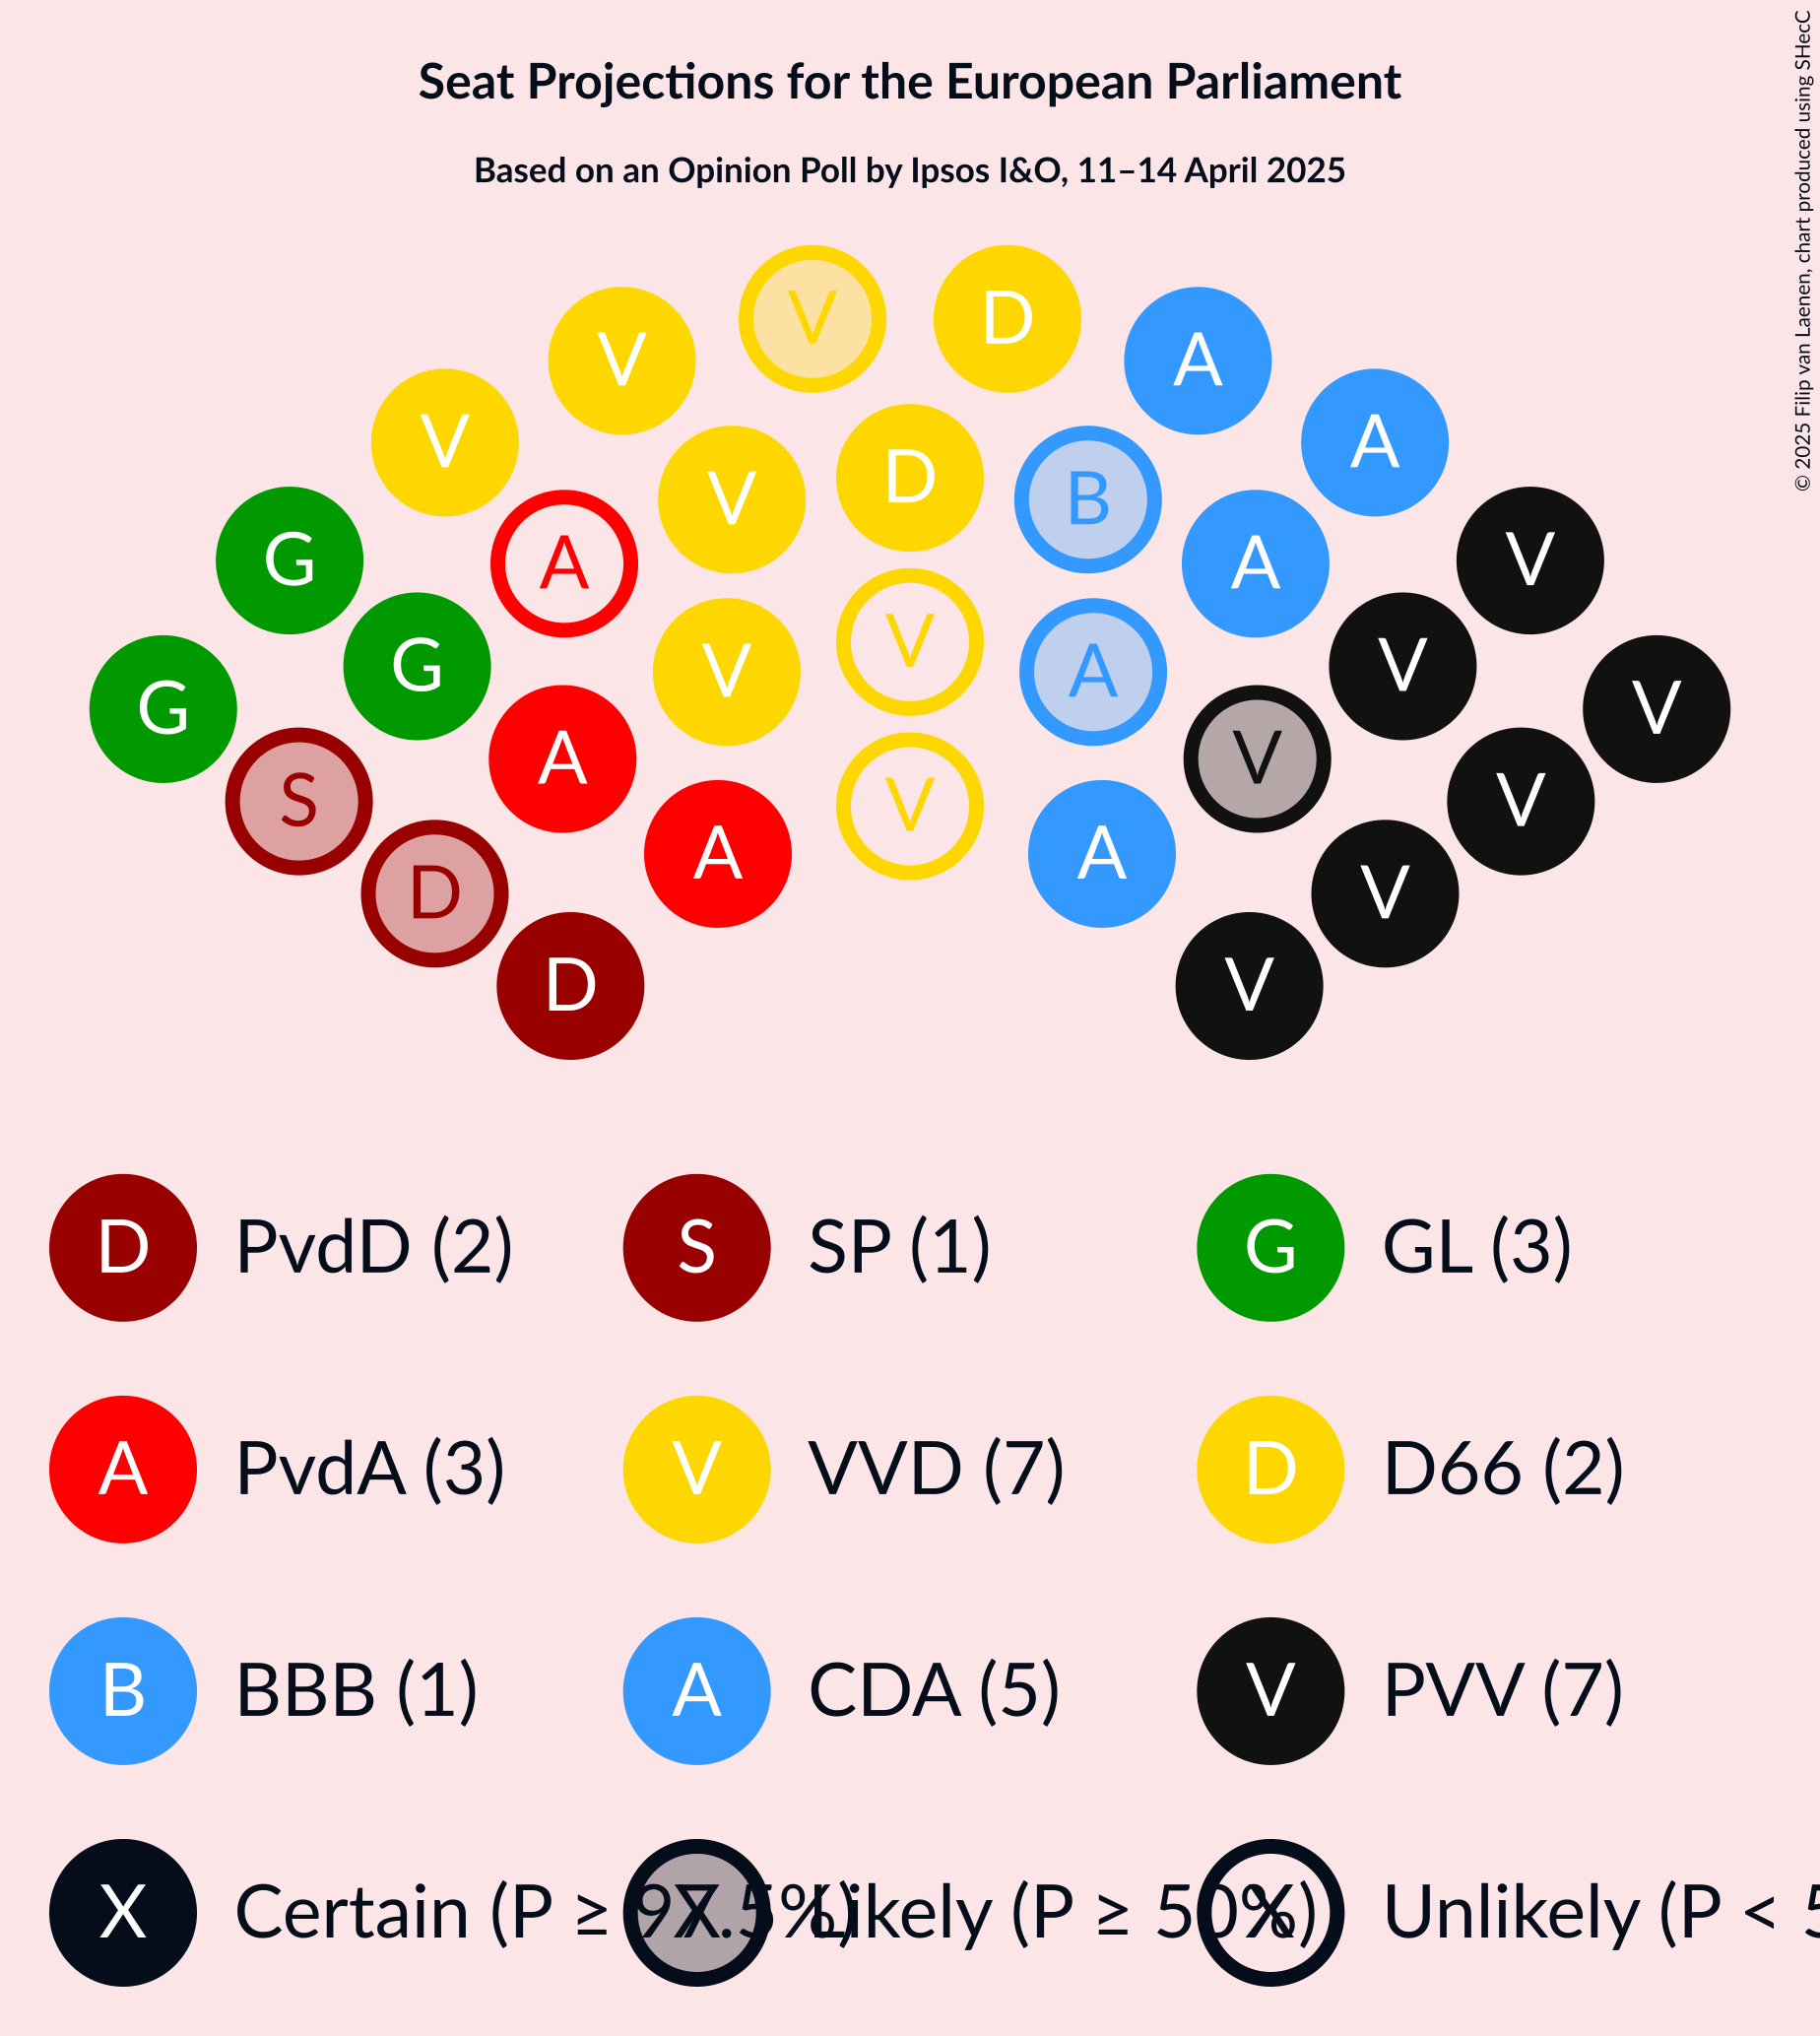 Seat Projections for the European Parliament
Based on an Opinion Poll by Ipsos I&O, 11–14 April 2025
© 2025 Filip van Laenen, chart produced using SHecC
V D
V A
V A
D
V B
G A A V
V
G V
V A
G A V V
S V
V
D A A V
D V
D PvdD (2) S SP (1) G GL (3)
A PvdA (3) V VVD (7) D D66 (2)
B BBB (1) A CDA (5) V PVV (7)
X Certain (P ≥ 97.5%) X Likely (P ≥ 50%) X Unlikely (P < 5